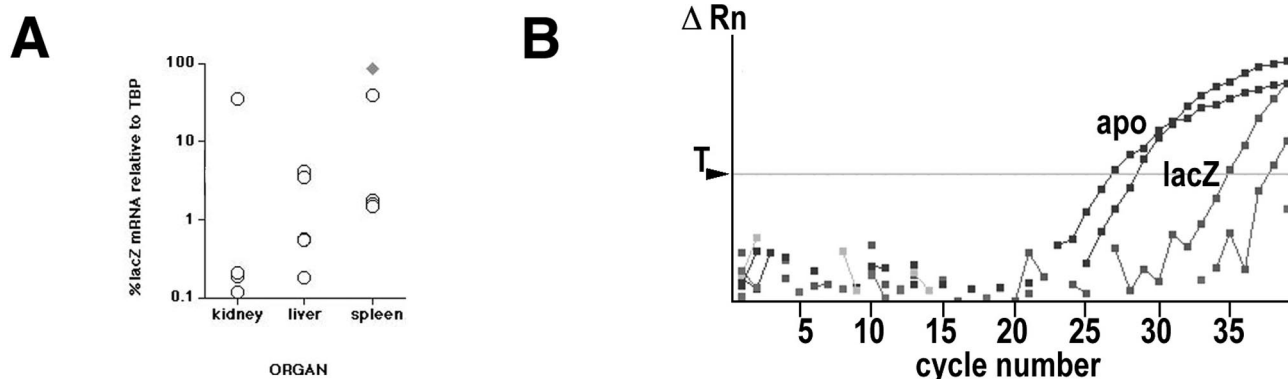 A
%lacZ mRNA relative to TBP
100
10
1
0.1
kidney liver spleen
ORGAN
B
Δ Rn
T
apo
lacZ
5 10 15 20 25 30 35
cycle number